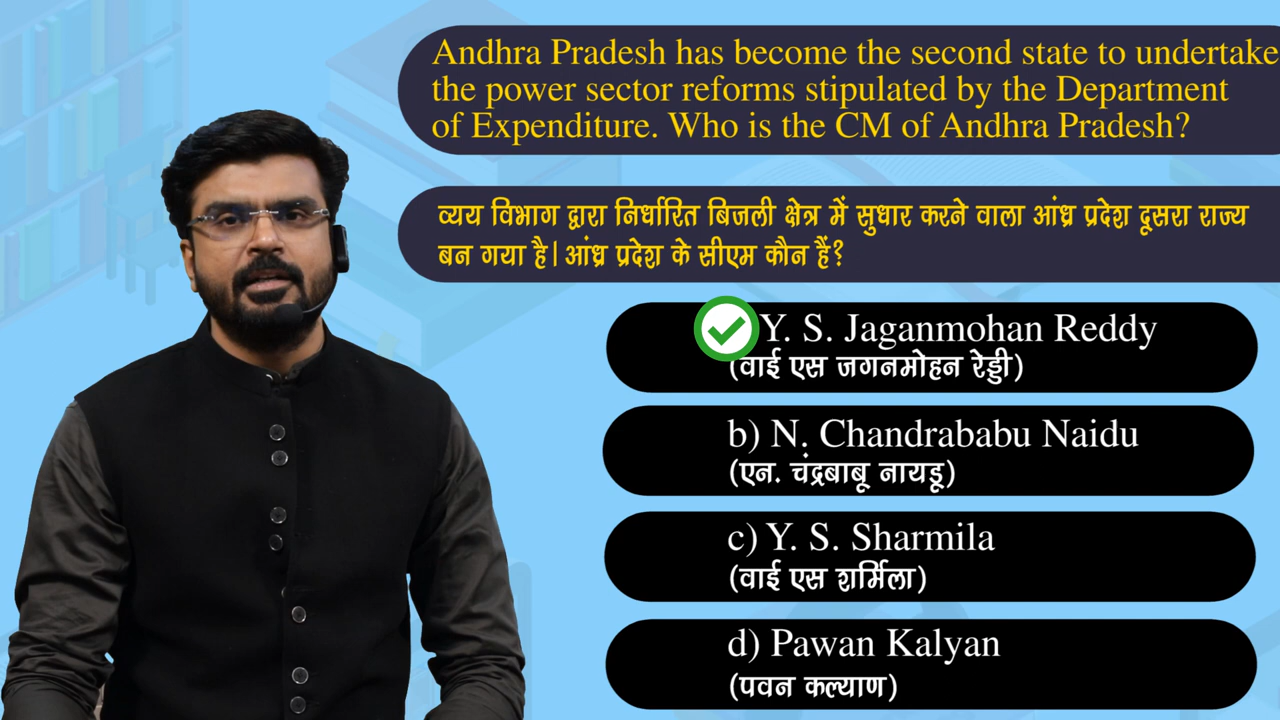 Andhra Pradesh has become the second state to undertake
the power sector reforms stipulated by the Department
of Expenditure. Who is the CM of Andhra Pradesh?
व्यय विभाग द्वारा निर्धारित बिजली क्षेत्र में सुधार करने वाला आंध्र प्रदेश दूसरा राज्य
बन गया है| आंध्र प्रदेश के सीएम कौन हैं?
Y. S. Jaganmohan Reddy
(वाई एस जगनमोहन रेड्डी)
b) N. Chandrababu Naidu
(एन. चंद्रबाबू नायडू)
c) Y. S. Sharmila
(वाई एस शर्मिला)
d) Pawan Kalyan
(पवन कल्याण)